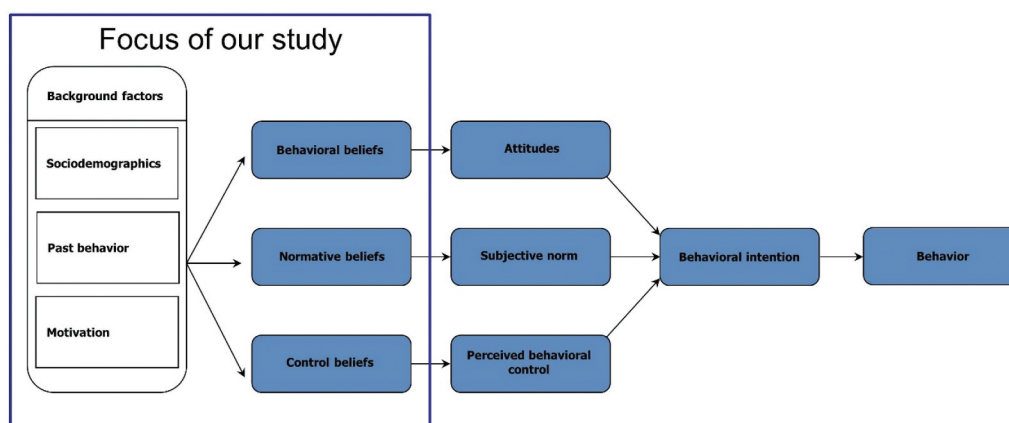 Focus of our study
Background factors
Sociodemographics
Past behavior
Motivation
Behavioral beliefs
Normative beliefs
Control beliefs
Attitudes
Subjective norm
Perceived behavioral
control
Behavioral intention
Behavior